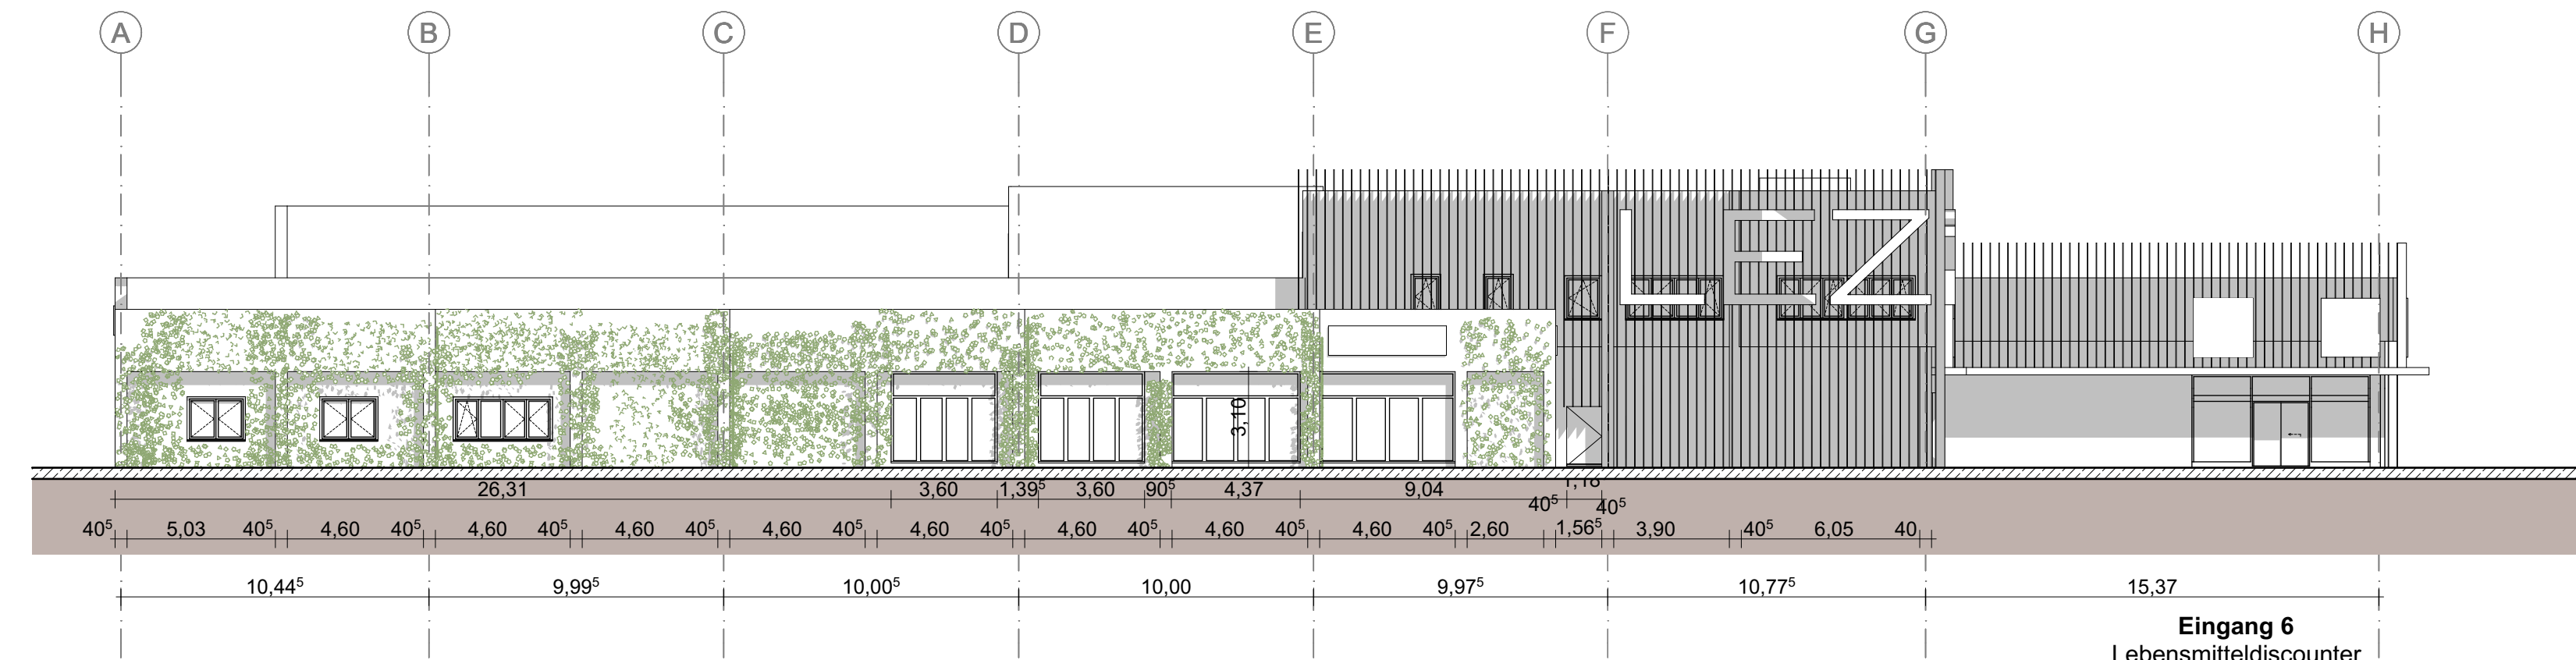 A B C D E F G H
LEZ
3,10
26,31 3,60 1,39⁵ 3,60 90⁵ 4,37 9,04 1,18
40⁵ 40⁵
40⁵ 5,03 40⁵ 4,60 40⁵ 4,60 40⁵ 4,60 40⁵ 4,60 40⁵ 4,60 40⁵ 4,60 40⁵ 4,60 40⁵ 4,60 40⁵ 2,60 1,56⁵ 3,90 40⁵ 6,05 40
10,44⁵ 9,99⁵ 10,00⁵ 10,00 9,97⁵ 10,77⁵ 15,37
Eingang 6
Lebensmitteldiscounter